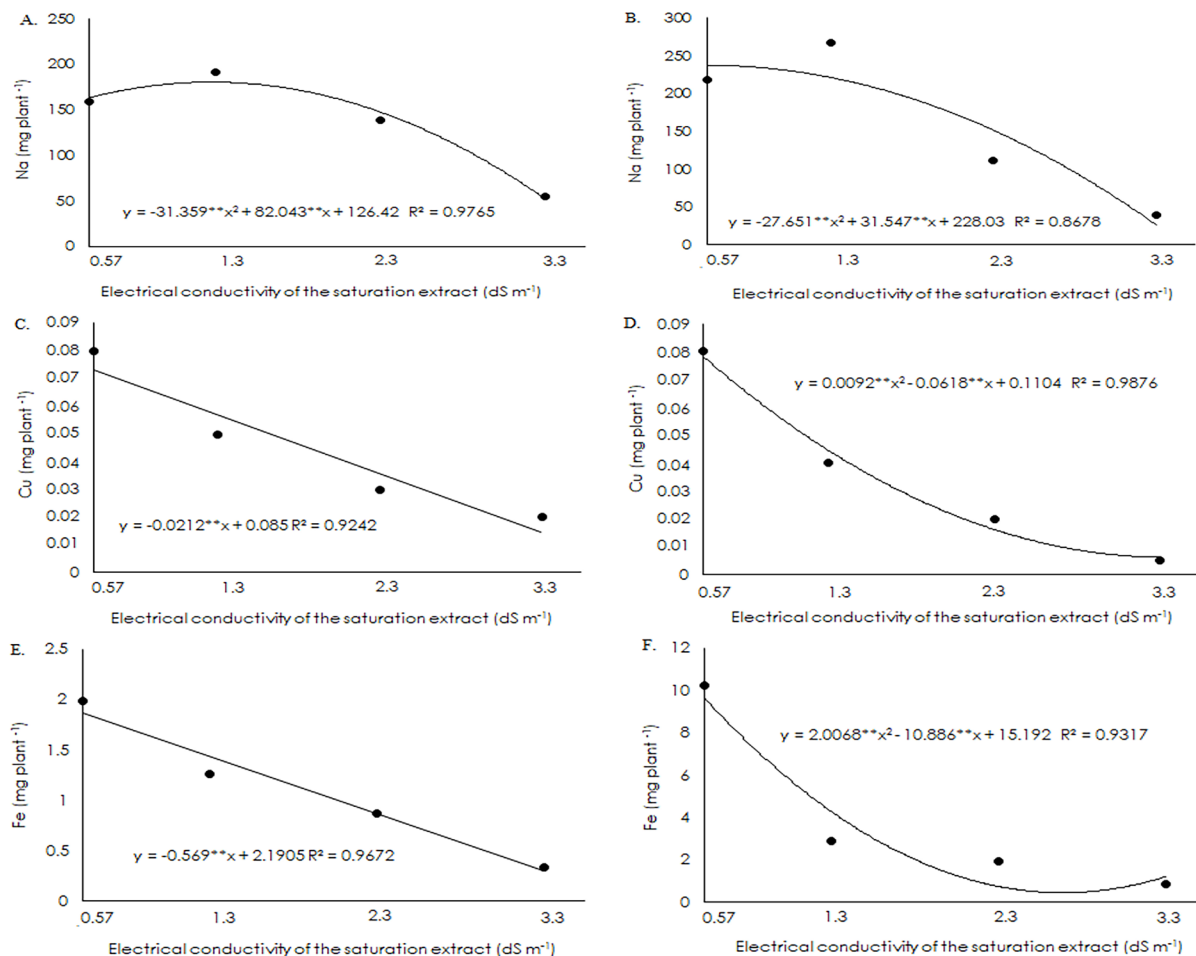 A.
250
200
150
100
50
0
Na (mg plant ⁻¹)
y = -31.359**x² + 82.043**x + 126.42 R² = 0.9765
0.57 1.3 2.3 3.3
Electrical conductivity of the saturation extract (dS m⁻¹)
B.
300
250
200
150
100
50
0
Na (mg plant ⁻¹)
y = -27.651**x² + 31.547**x + 228.03 R² = 0.8678
0.57 1.3 2.3 3.3
Electrical conductivity of the saturation extract (dS m⁻¹)
C.
0.09
0.08
0.07
0.06
0.05
0.04
0.03
0.02
0.01
0
Cu (mg plant ⁻¹)
y = -0.0212**x + 0.085 R² = 0.9242
0.57 1.3 2.3 3.3
Electrical conductivity of the saturation extract (dS m⁻¹)
D.
0.09
0.08
0.07
0.06
0.05
0.04
0.03
0.02
0.01
0
Cu (mg plant ⁻¹)
y = 0.0092**x² - 0.0618**x + 0.1104 R² = 0.9876
0.57 1.3 2.3 3.3
Electrical conductivity of the saturation extract (dS m⁻¹)
E.
2.5
2
1.5
1
0.5
0
Fe (mg plant ⁻¹)
y = -0.569**x + 2.1905 R² = 0.9672
0.57 1.3 2.3 3.3
Electrical conductivity of the saturation extract (dS m⁻¹)
F.
12
10
8
6
4
2
0
Fe (mg plant ⁻¹)
y = 2.0068**x² - 10.886**x + 15.192 R² = 0.9317
0.57 1.3 2.3 3.3
Electrical conductivity of the saturation extract (dS m⁻¹)